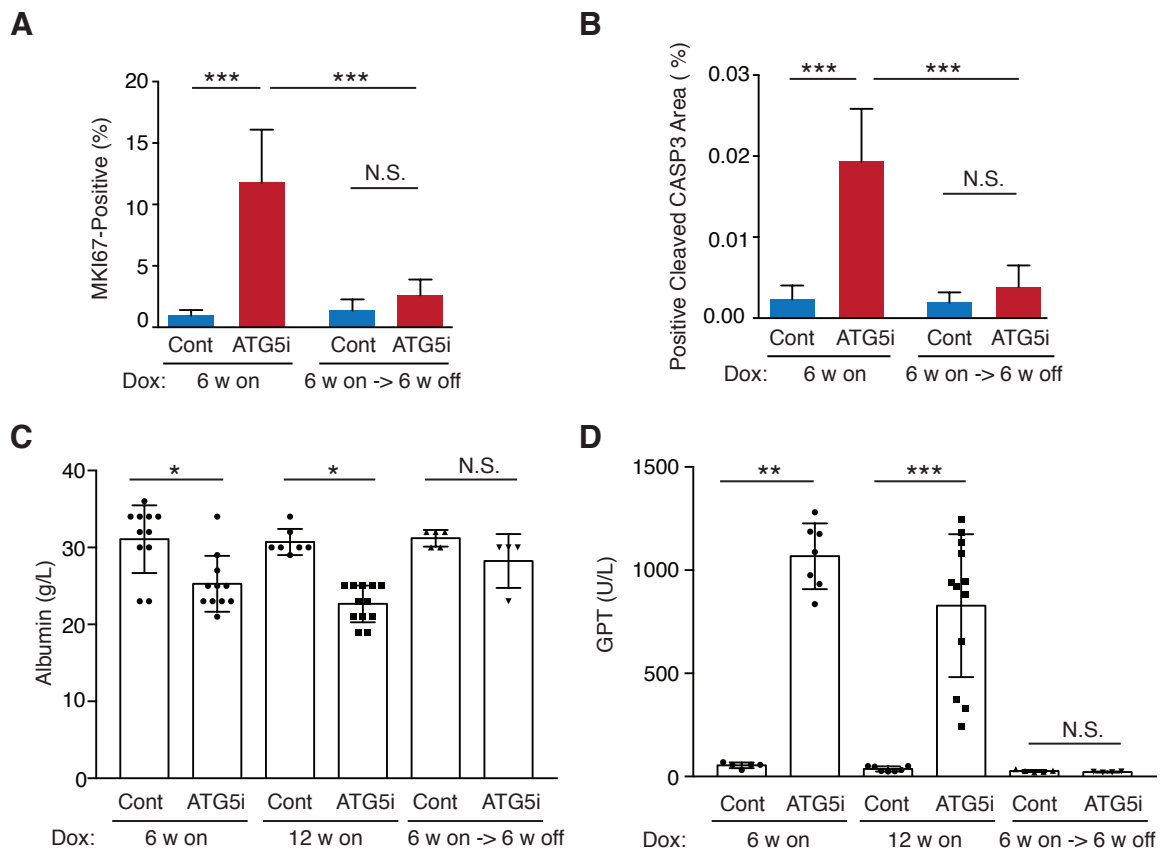 A
MKI67-Positive (%)
20
15
10
5
0
***
***
N.S.
Cont ATG5i Cont ATG5i
Dox: 6 w on 6 w on -> 6 w off
B
Positive Cleaved CASP3 Area ( %)
0.03
0.02
0.01
0.00
***
***
N.S.
Cont ATG5i Cont ATG5i
Dox: 6 w on 6 w on -> 6 w off
C
Albumin (g/L)
40
30
20
10
0
*
*
N.S.
Cont ATG5i Cont ATG5i Cont ATG5i
Dox: 6 w on 12 w on 6 w on -> 6 w off
D
GPT (U/L)
1500
1000
500
0
**
***
N.S.
Cont ATG5i Cont ATG5i Cont ATG5i
Dox: 6 w on 12 w on 6 w on -> 6 w off